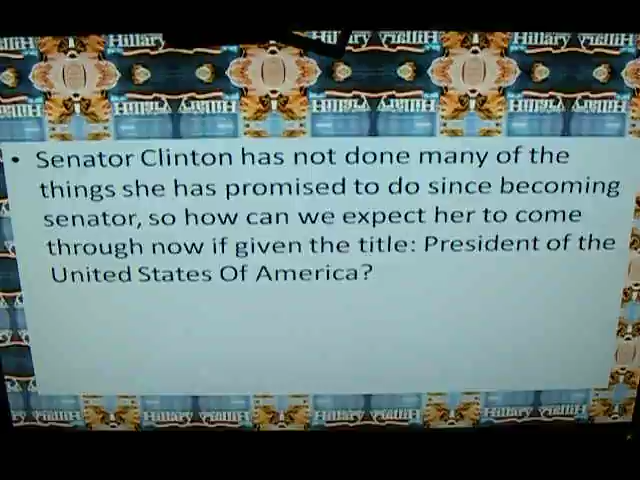 Hillary
Hillary
Hillary
Hillary
• Senator Clinton has not done many of the
things she has promised to do since becoming
senator, so how can we expect her to come
through now if given the title: President of the
United States Of America?
Hillary
Hillary
Hillary